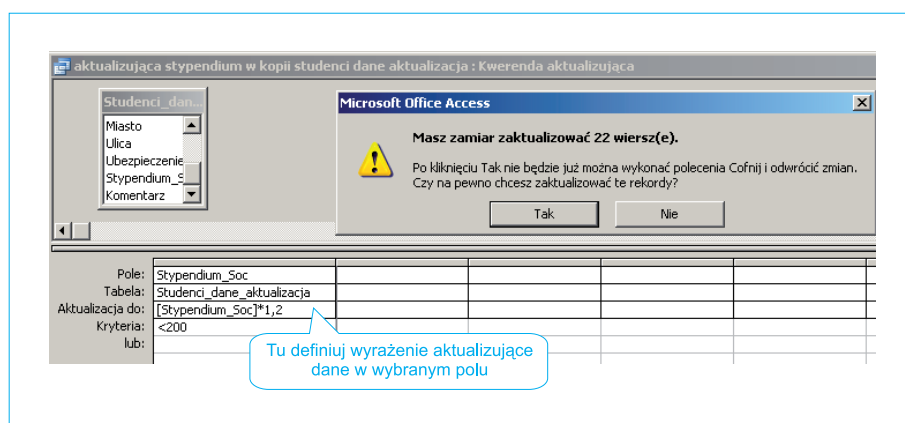 aktualizująca stypendium w kopii studenci dane aktualizacja : Kwerenda aktualizująca
Studenci_dan...
Miasto
Ulica
Ubezpieczenie
Stypendium_S
Komentarz
Microsoft Office Access
Masz zamiar zaktualizować 22 wiersz(e).
Po kliknięciu Tak nie będzie już można wykonać polecenia Cofnij i odwrócić zmian.
Czy na pewno chcesz zaktualizować te rekordy?
Tak
Nie
Pole: Stypendium_Soc
Tabela: Studenci_dane_aktualizacja
Aktualizacja do: [Stypendium_Soc]*1,2
Kryteria: <200
lub:
Tu definiuj wyrażenie aktualizujące
dane w wybranym polu